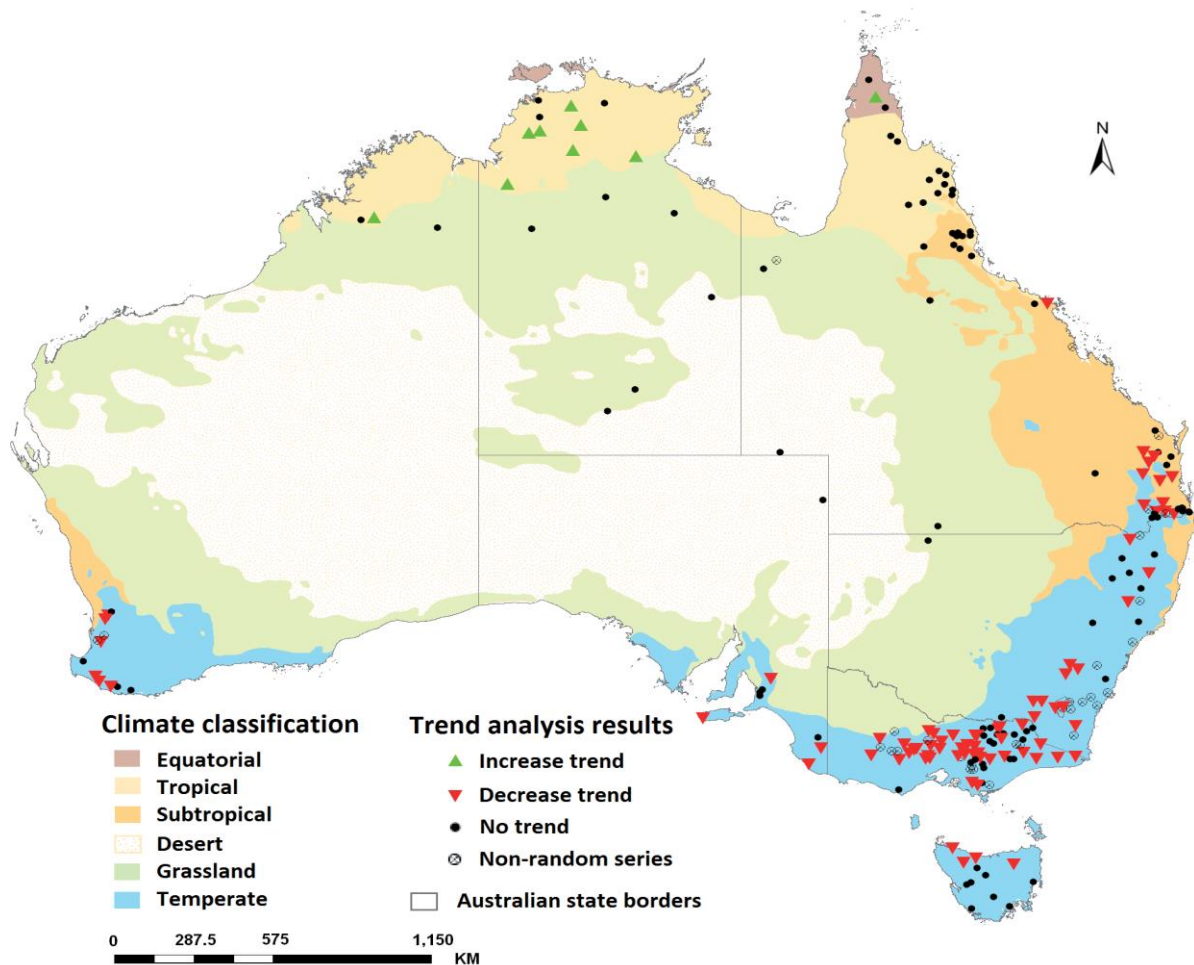 N
Climate classification
Equatorial
Tropical
Subtropical
Desert
Grassland
Temperate
Trend analysis results
Increase trend
Decrease trend
No trend
Non-random series
Australian state borders
0 287.5 575 1,150
KM